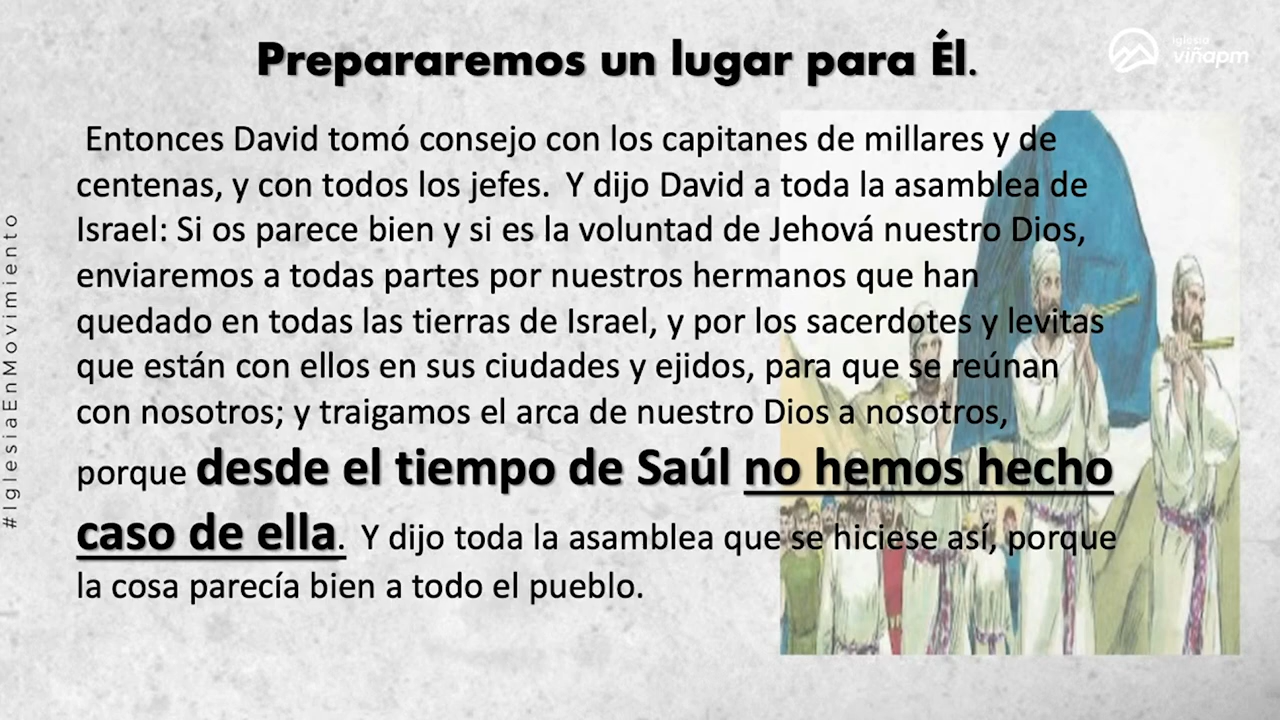 Prepararemos un lugar para Él.
iglesia
viñapm
Entonces David tomó consejo con los capitanes de millares y de
centenas, y con todos los jefes. Y dijo David a toda la asamblea de
Israel: Si os parece bien y si es la voluntad de Jehová nuestro Dios,
enviaremos a todas partes por nuestros hermanos que han
quedado en todas las tierras de Israel, y por los sacerdotes y levitas
que están con ellos en sus ciudades y ejidos, para que se reúnan
con nosotros; y traigamos el arca de nuestro Dios a nosotros,
porque desde el tiempo de Saúl no hemos hecho
caso de ella. Y dijo toda la asamblea que se hiciese así, porque
la cosa parecía bien a todo el pueblo.
#IglesiaEnMovimiento